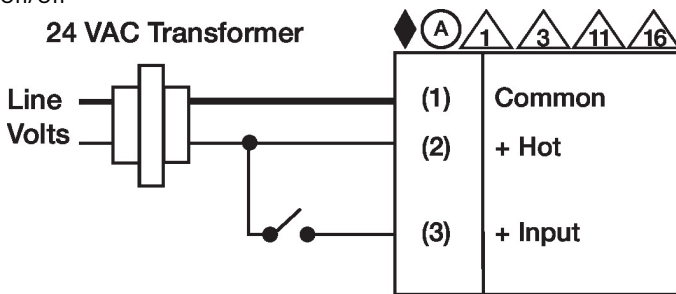 24 VAC Transformer
A 1 3 11 16
Line
Volts
(1) Common
(2) + Hot
(3) + Input